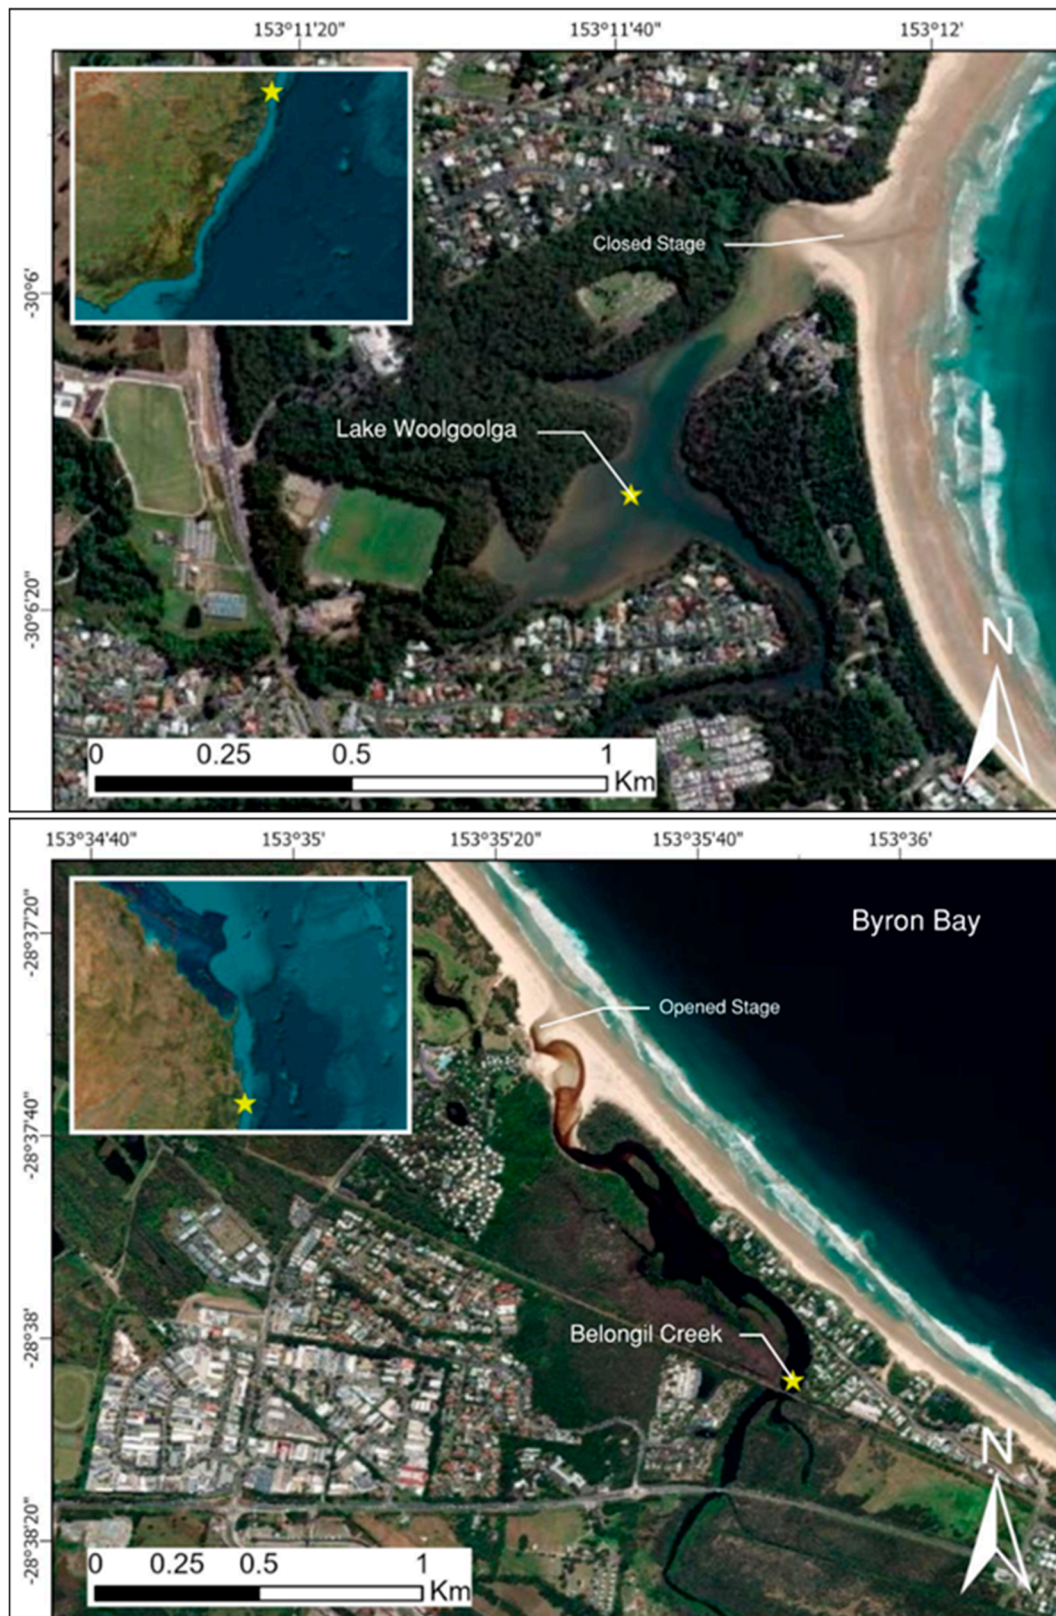 153°11'20" 153°11'40" 153°12'
Closed Stage
-30°6'
Lake Woolgoolga
-30°6'20"
N
0 0.25 0.5 1
Km
153°34'40" 153°35' 153°35'20" 153°35'40" 153°36'
-28°37'20"
Byron Bay
Opened Stage
-28°37'40"
-28°38'
Belongil Creek
N
-28°38'20"
0 0.25 0.5 1
Km